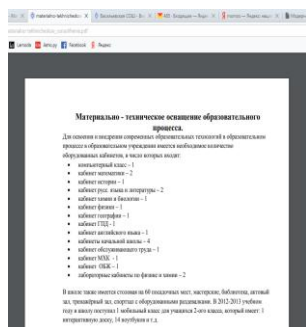 Материально - техническое оснащение образовательного
процесса.
Для освоения и внедрения современных образовательных технологий в образовательном
процессе в образовательном учреждении имеется необходимое количество
оборудованных кабинетов, в число которых входят:
компьютерный класс – 1
кабинет математики – 2
кабинет истории – 1
кабинет русс. языка и литературы – 2
кабинет химии и биологии – 1
кабинет физики – 1
кабинет географии – 1
кабинет ГПД - 1
кабинет английского языка – 1
кабинеты начальной школы – 4
кабинет обслуживающего труда – 1
кабинет МХК - 1
кабинет ОБЖ – 1
лаборантские кабинеты по физике и химии – 2
В школе также имеется столовая на 60 посадочных мест, мастерские, библиотека, актовый
зал, тренажёрный зал, спортзал с оборудованными раздевалками. В 2012-2013 учебном
году в школу поступил 1 мобильный класс для учащихся 2-ого класса, который имеет: 1
интерактивную доску, 14 ноутбуков и т.д.